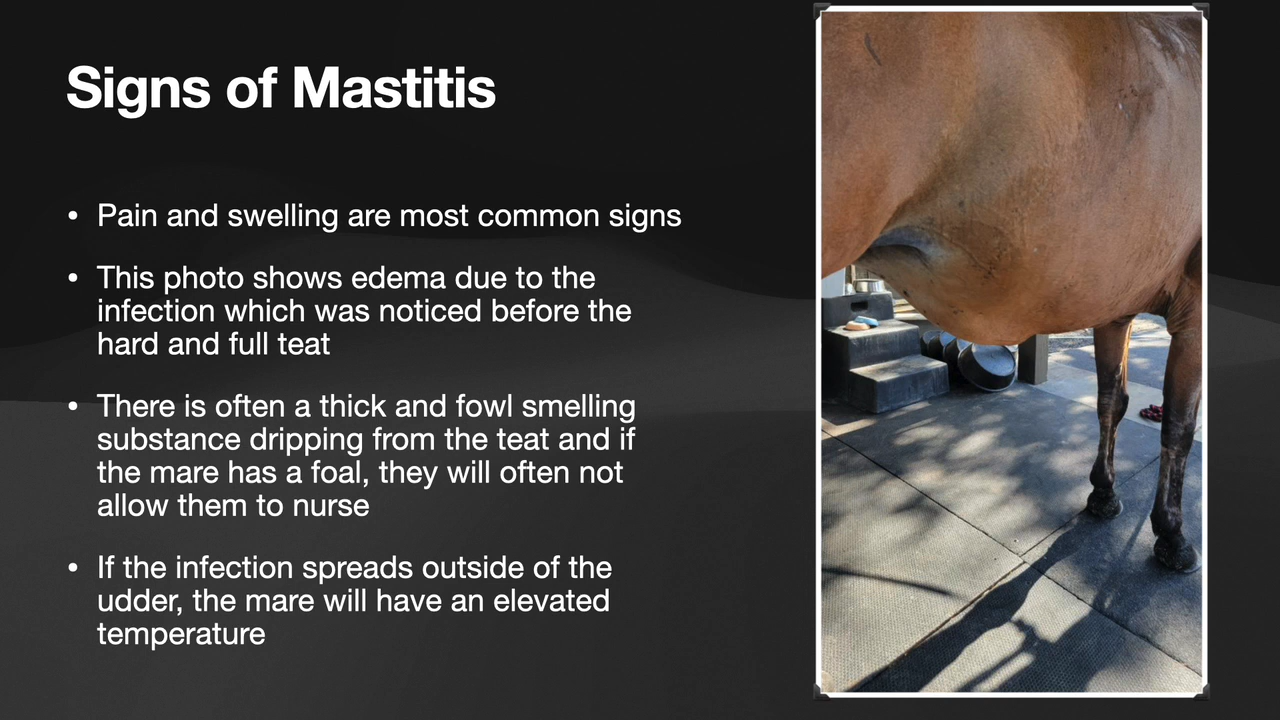 Signs of Mastitis
• Pain and swelling are most common signs
• This photo shows edema due to the
infection which was noticed before the
hard and full teat
• There is often a thick and fowl smelling
substance dripping from the teat and if
the mare has a foal, they will often not
allow them to nurse
• If the infection spreads outside of the
udder, the mare will have an elevated
temperature